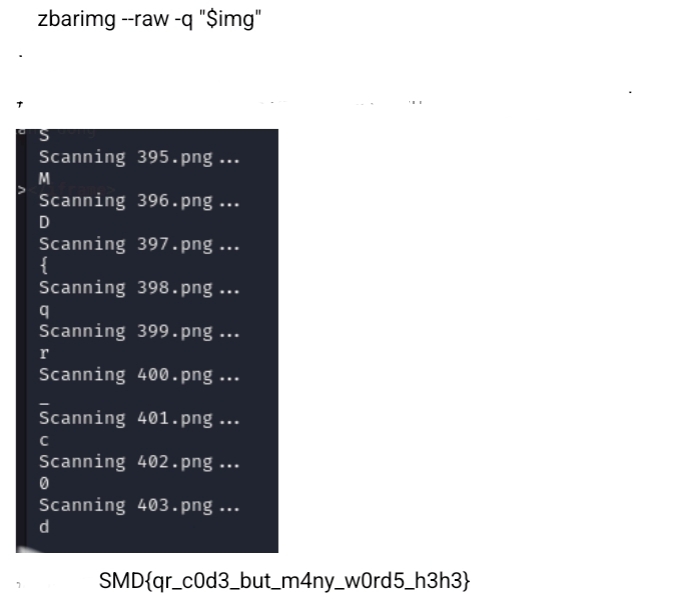 zbarimg --raw -q "$img"
S
Scanning 395.png...
M
Scanning 396.png...
D
Scanning 397.png...
{
Scanning 398.png...
q
Scanning 399.png...
r
Scanning 400.png...
_
Scanning 401.png...
c
Scanning 402.png...
0
Scanning 403.png...
d
SMD{qr_c0d3_but_m4ny_w0rd5_h3h3}